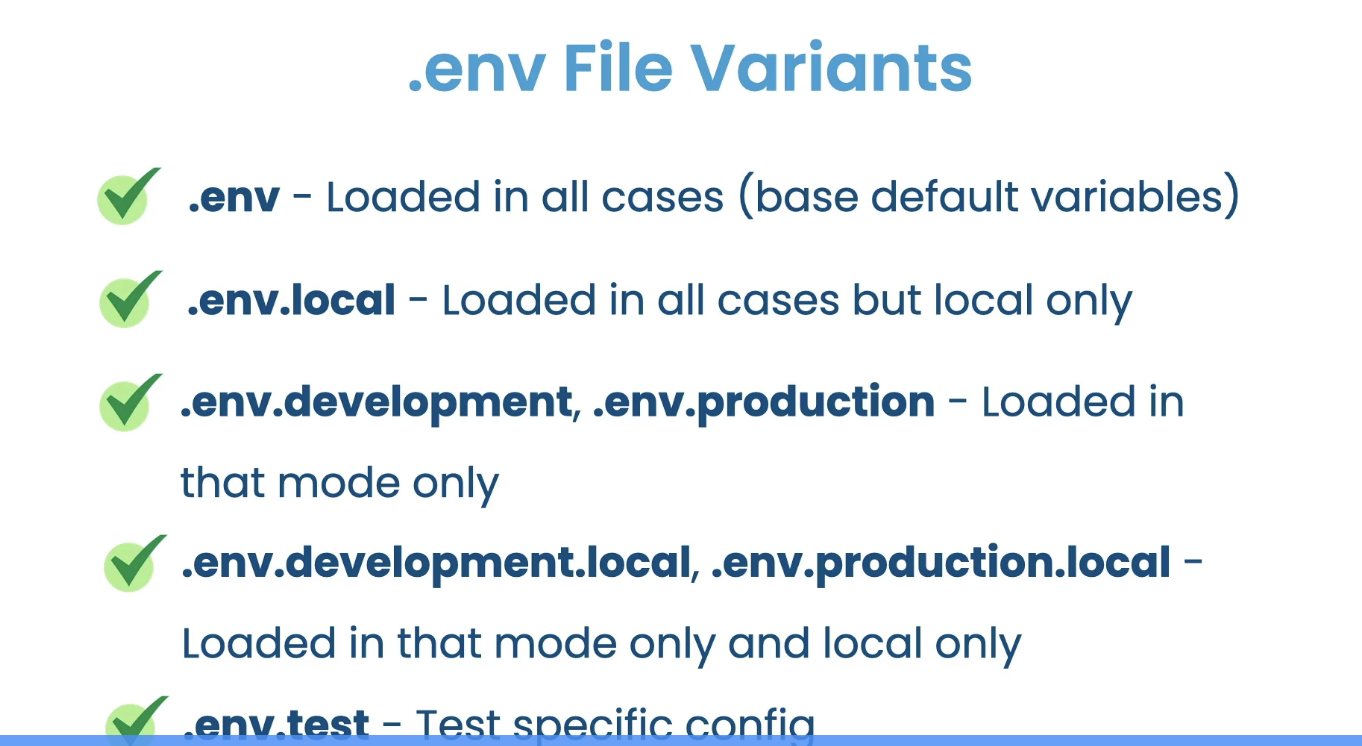 .env File Variants
.env - Loaded in all cases (base default variables)
.env.local - Loaded in all cases but local only
.env.development, .env.production - Loaded in
that mode only
.env.development.local, .env.production.local -
Loaded in that mode only and local only
.env.test - Test specific config